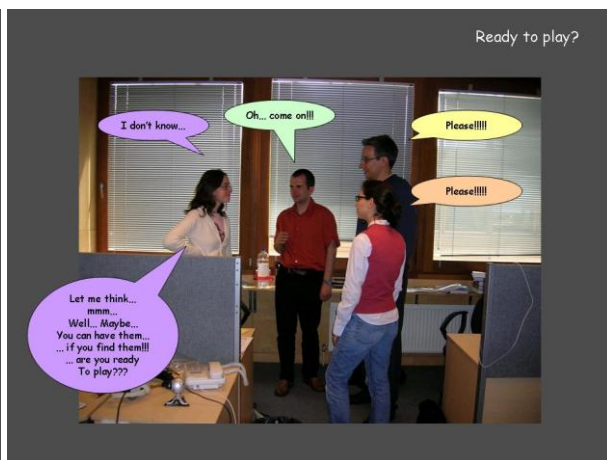 Ready to play?
I don't know...
Oh... come on!!!
Please!!!!!
Please!!!!!
Let me think...
mmm...
Well... Maybe...
You can have them...
... if you find them!!!
... are you ready
To play???